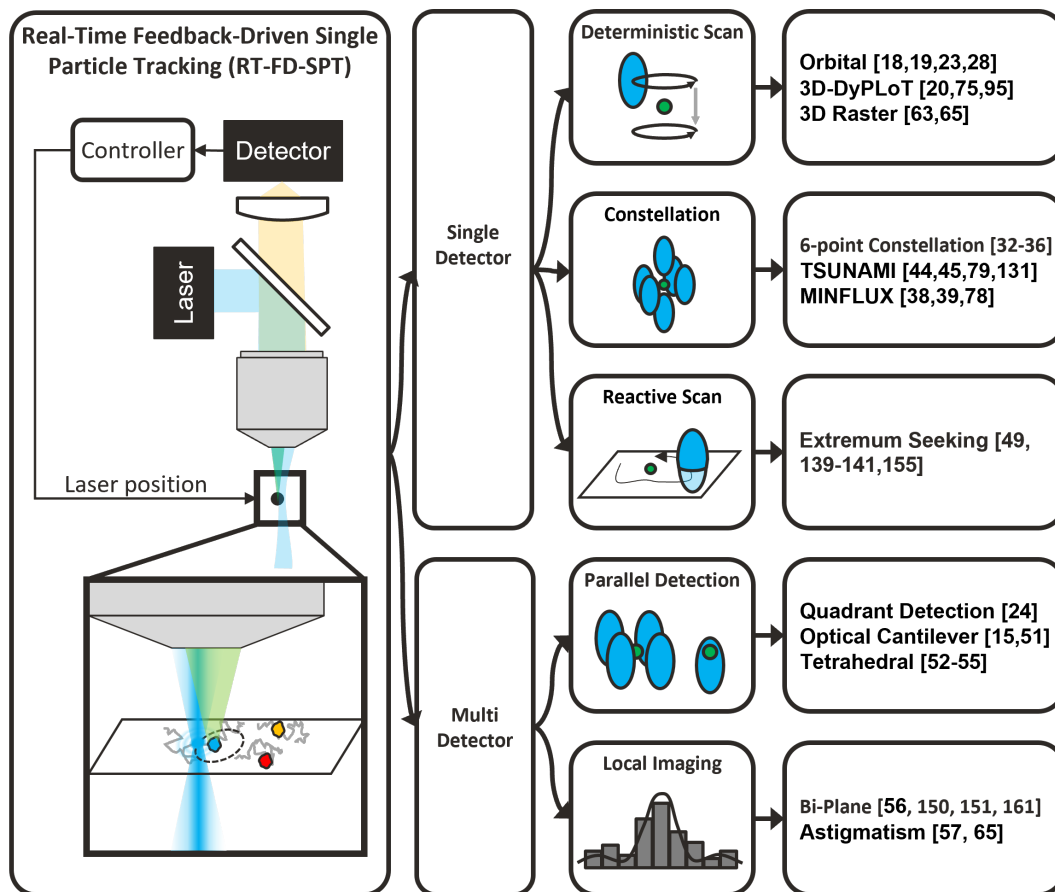 Real-Time Feedback-Driven Single
Particle Tracking (RT-FD-SPT)
Controller
Detector
Laser
Laser position
Single
Detector
Multi
Detector
Deterministic Scan
Orbital [18,19,23,28]
3D-DyPLoT [20,75,95]
3D Raster [63,65]
Constellation
6-point Constellation [32-36]
TSUNAMI [44,45,79,131]
MINFLUX [38,39,78]
Reactive Scan
Extremum Seeking [49,
139-141,155]
Parallel Detection
Quadrant Detection [24]
Optical Cantilever [15,51]
Tetrahedral [52-55]
Local Imaging
Bi-Plane [56, 150, 151, 161]
Astigmatism [57, 65]